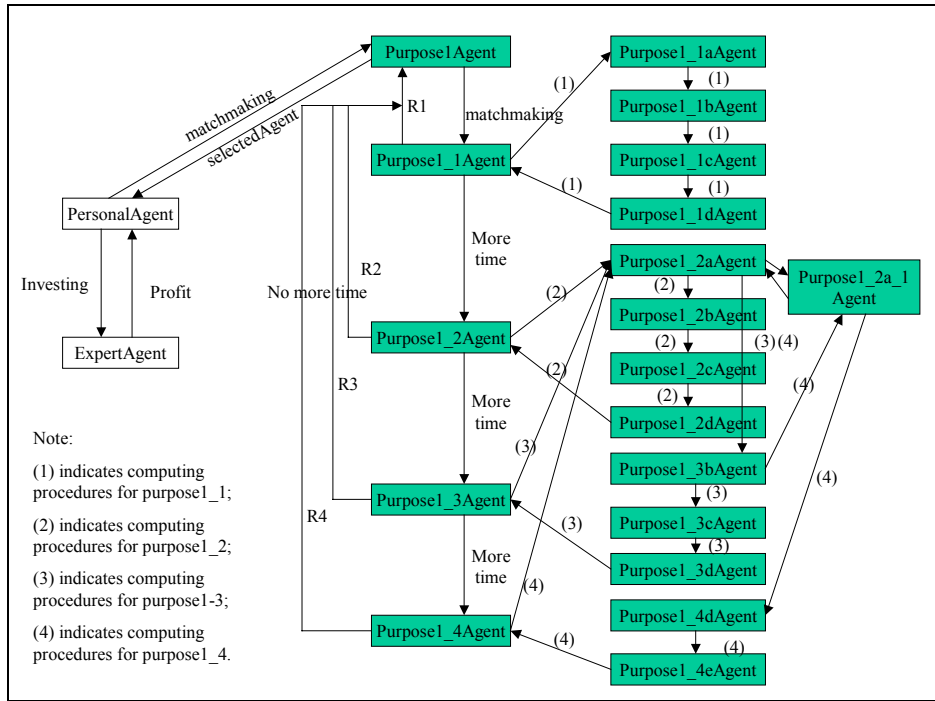 Purpose1Agent
matchmaking
selectedAgent
R1
matchmaking
Purpose1_1Agent
PersonalAgent
Investing
Profit
ExpertAgent
More
time
R2
No more time
Purpose1_2Agent
R3
More
time
Purpose1_3Agent
R4
More
time
Purpose1_4Agent
(1)
Purpose1_1aAgent
(1)
Purpose1_1bAgent
(1)
Purpose1_1cAgent
(1)
Purpose1_1dAgent
(1)
Purpose1_2aAgent
Purpose1_2a_1
Agent
(2)
(2)
Purpose1_2bAgent
(2)
(3) (4)
Purpose1_2cAgent
(2)
(2)
(4)
Purpose1_2dAgent
(3)
Purpose1_3bAgent
(4)
(3)
Purpose1_3cAgent
(3)
(3)
Purpose1_3dAgent
(4)
Purpose1_4dAgent
(4)
(4)
Purpose1_4eAgent
Note:
(1) indicates computing
procedures for purpose1_1;
(2) indicates computing
procedures for purpose1_2;
(3) indicates computing
procedures for purpose1-3;
(4) indicates computing
procedures for purpose1_4.